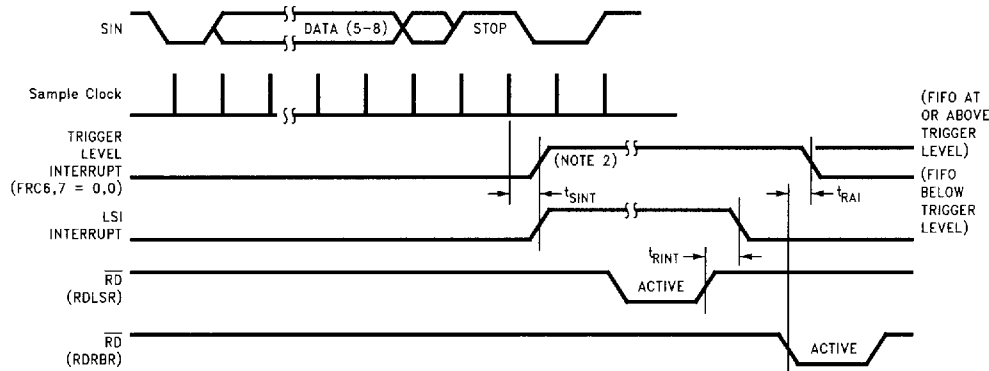 SIN
DATA (5-8)
STOP
Sample Clock
(FIFO AT
OR ABOVE
TRIGGER
LEVEL)
TRIGGER
LEVEL
INTERRUPT
(FRC6,7 = 0,0)
(NOTE 2)
(FIFO
BELOW
TRIGGER
LEVEL)
tSINT
tRAI
LSI
INTERRUPT
tRINT
RD
(RDLSR)
ACTIVE
RD
(RDRBR)
ACTIVE